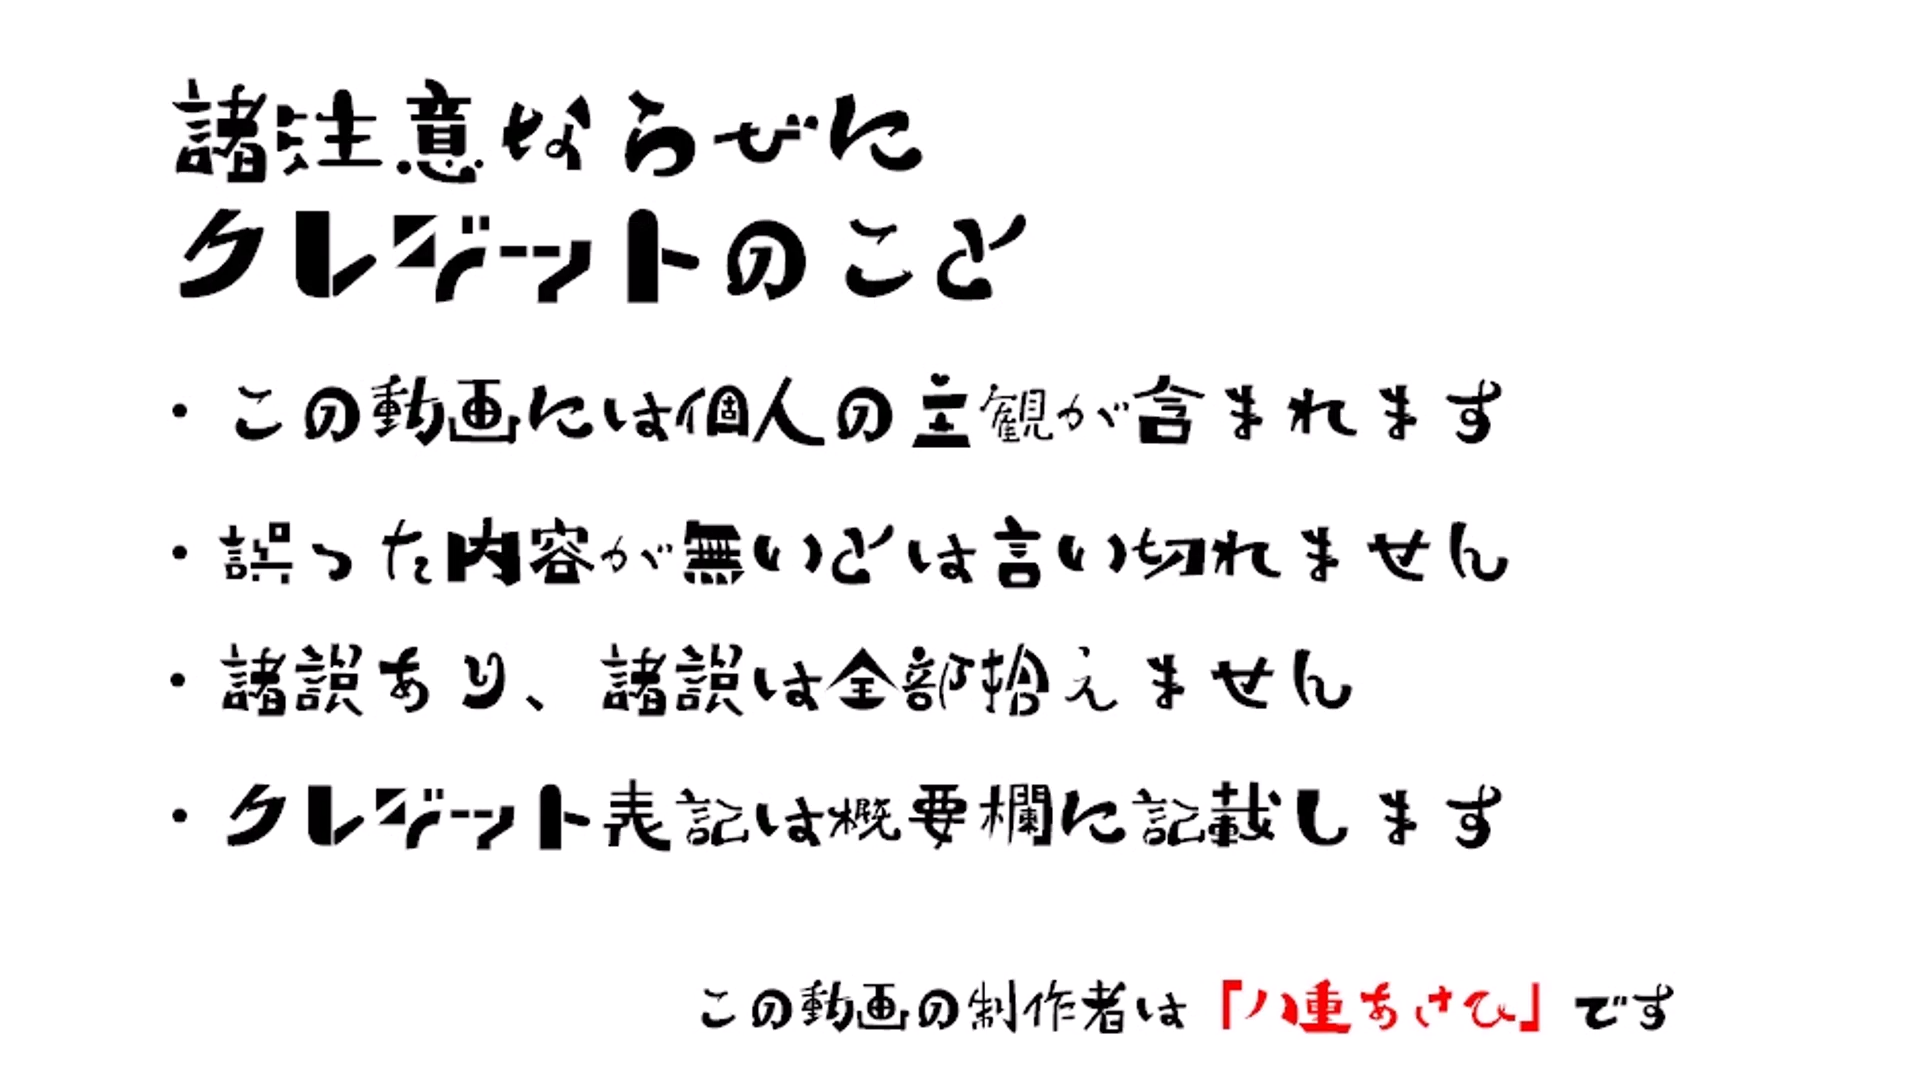 諸注意ならびに
クレジットのこと
・この動画には個人の主観が含まれます
・誤った内容が無いとは言い切れません
・諸説あり、諸説は全部拾えません
・クレジット表記は概要欄に記載します
この動画の制作者は「八重あさひ」です